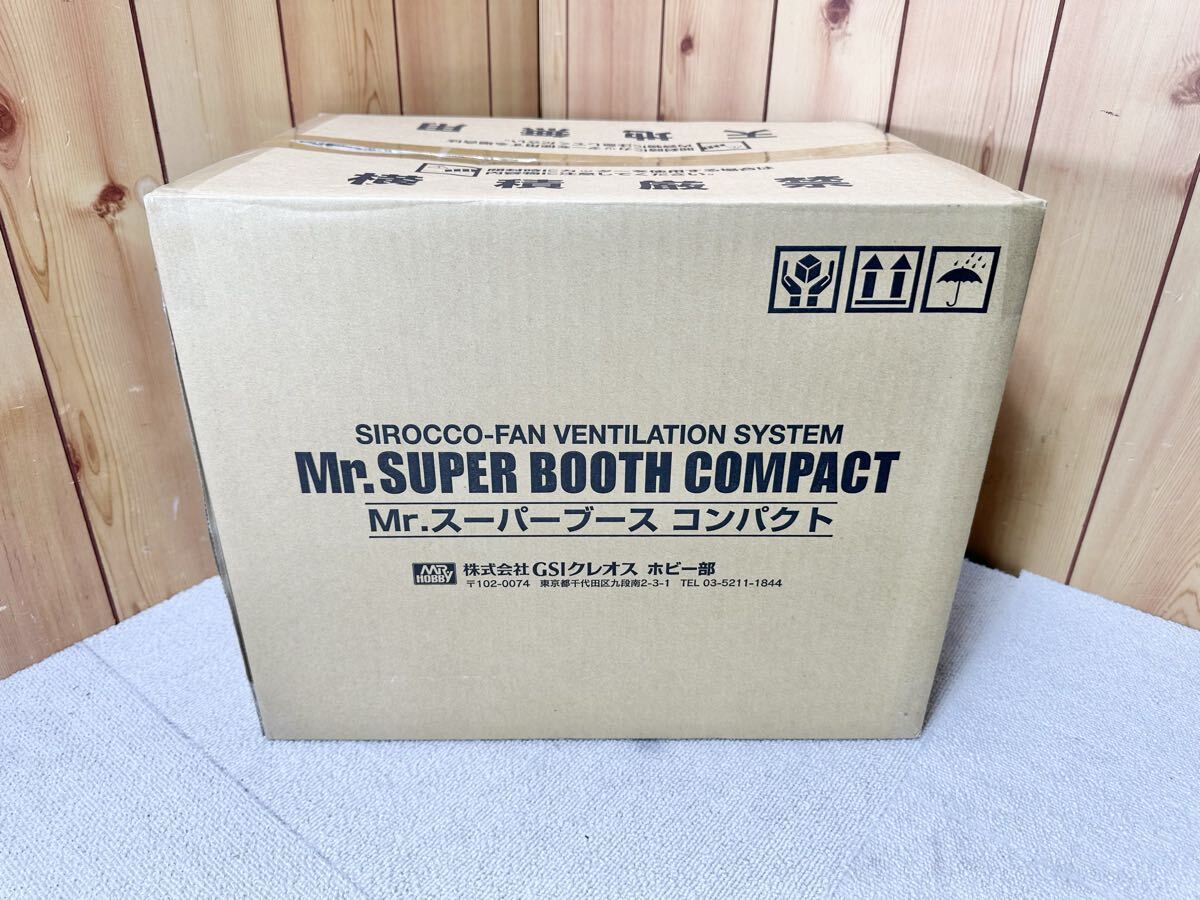 天地無用
横積厳禁
SIROCCO-FAN VENTILATION SYSTEM
Mr.SUPER BOOTH COMPACT
Mr.スーパーブース コンパクト
MR. HOBBY 株式会社 GSIクレオス ホビー部
〒102-0074 東京都千代田区九段南2-3-1 TEL 03-5211-1844